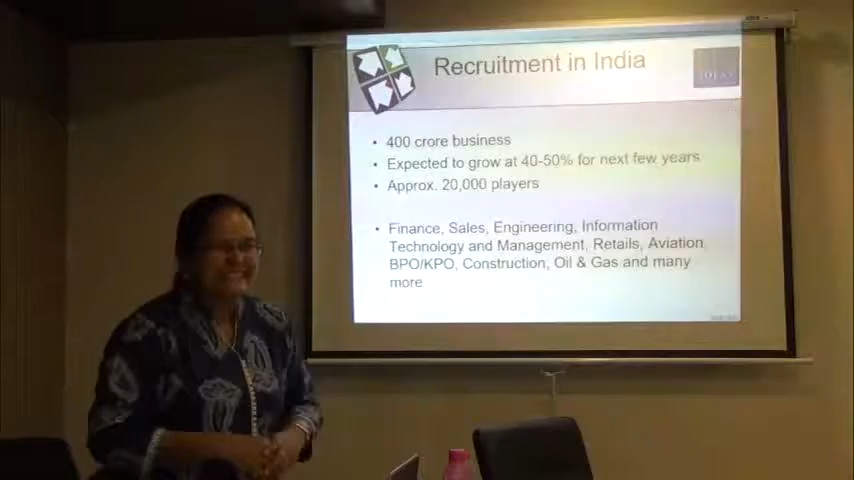 Recruitment in India
• 400 crore business
• Expected to grow at 40-50% for next few years
• Approx. 20,000 players
• Finance, Sales, Engineering, Information
Technology and Management, Retails, Aviation,
BPO/KPO, Construction, Oil & Gas and many
more